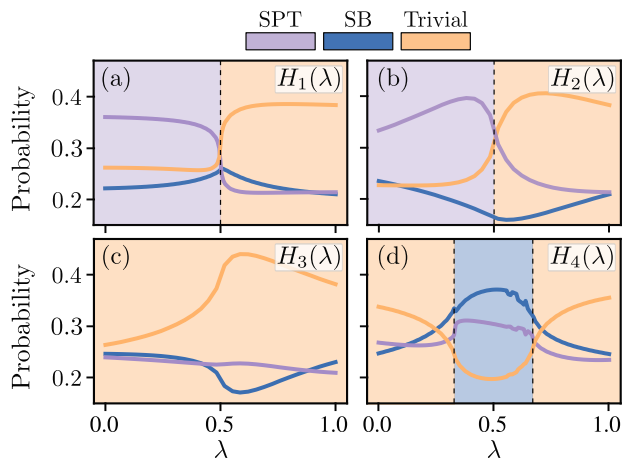 SPT SB Trivial
(a) H₁(λ)
(b) H₂(λ)
Probability
0.4
0.3
0.2
(c) H₃(λ)
(d) H₄(λ)
Probability
0.4
0.3
0.2
0.0 0.5 1.0
0.0 0.5 1.0
λ
λ